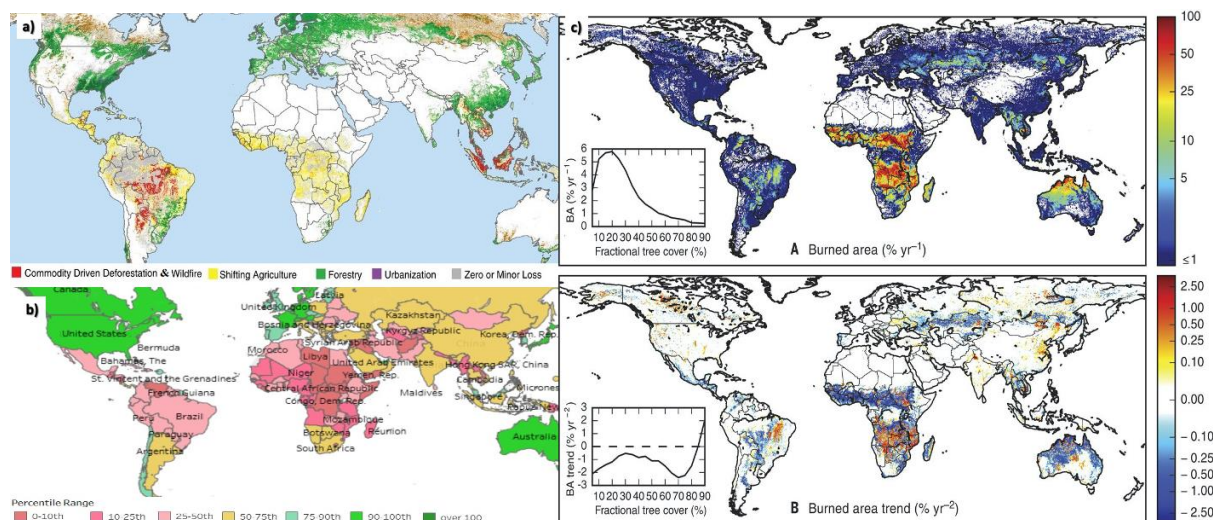 a)
Commodity Driven Deforestation & Wildfire Shifting Agriculture Forestry Urbanization Zero or Minor Loss
b)
Canada
United States
Bermuda
Bahamas, The
St. Vincent and the Grenadines
French Guiana
Peru
Brazil
Paraguay
Argentina
United Kingdom
Bosnia and Herzegovina
Kazakhstan
Kyrgyz Republic
Korea, Dem. Rep.
China
Syrian Arab Republic
Morocco
Libya
United Arab Emirates
Hong Kong SAR, China
Niger
Yemen, Rep.
Cambodia
Central African Republic
Maldives
Singapore
Congo, Dem. Rep.
Mozambique
Reunion
Botswana
South Africa
Australia
Percentile Range
0-10th 10-25th 25-50th 50-75th 75-90th 90-100th over 100
c)
BA (% yr⁻¹)
6
5
4
3
2
1
0
10 20 30 40 50 60 70 80 90
Fractional tree cover (%)
A Burned area (% yr⁻¹)
100
50
25
10
5
≤1
BA trend (% yr⁻²)
2
1
0
-1
-2
-3
10 20 30 40 50 60 70 80 90
Fractional tree cover (%)
B Burned area trend (% yr⁻²)
2.50
1.00
0.50
0.25
0.10
0.00
-0.10
-0.25
-0.50
-1.00
-2.50